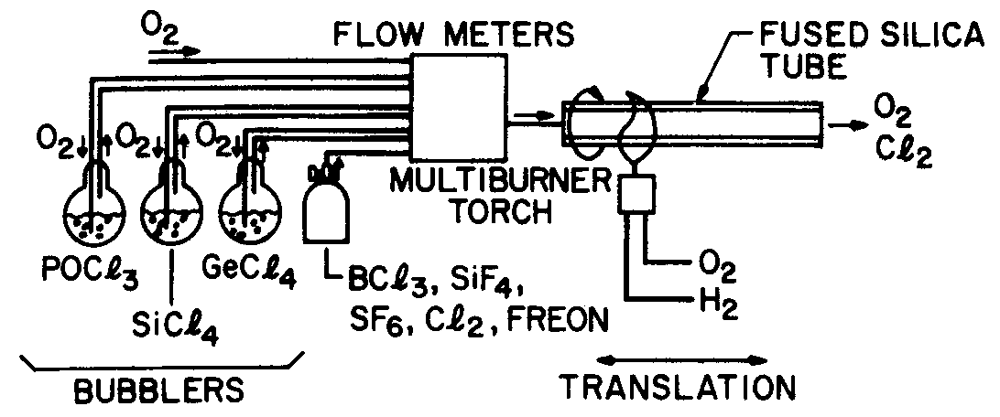 O2
FLOW METERS
FUSED SILICA
TUBE
O2
Cl2
O2
O2
O2
MULTIBURNER
TORCH
POCl3
GeCl4
SiCl4
BCl3, SiF4,
SF6, Cl2, FREON
O2
H2
BUBBLERS
TRANSLATION